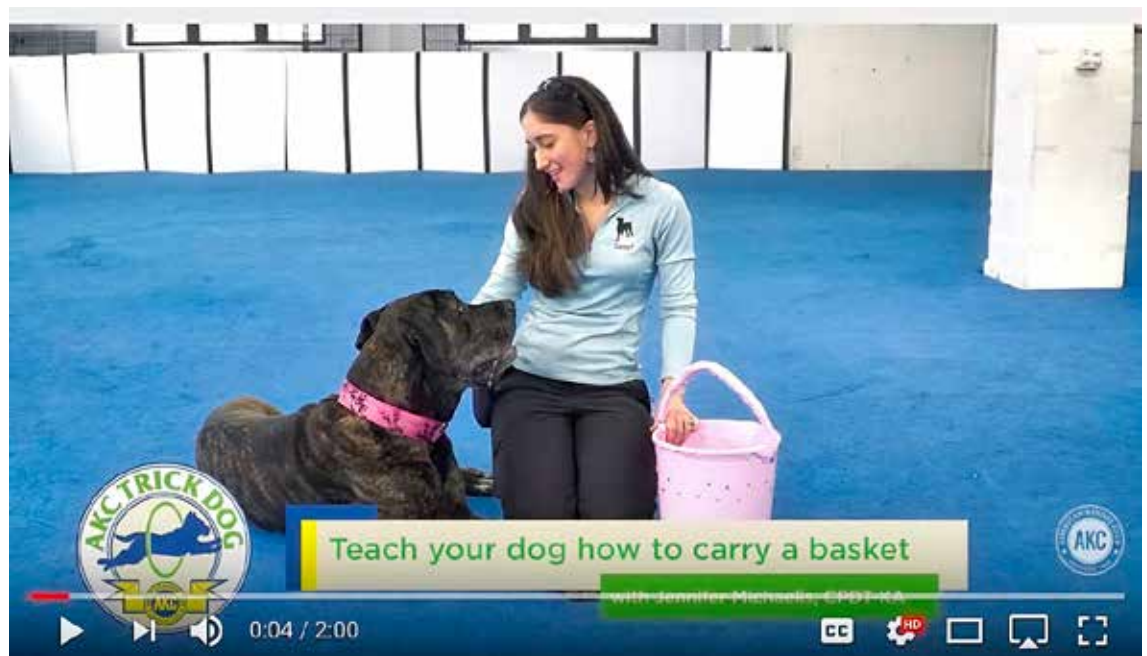 AKC TRICK DOG
AKC
Teach your dog how to carry a basket
with Jennifer Michaelis, CPDT-KA
AKC
0:04 / 2:00
CC
HD